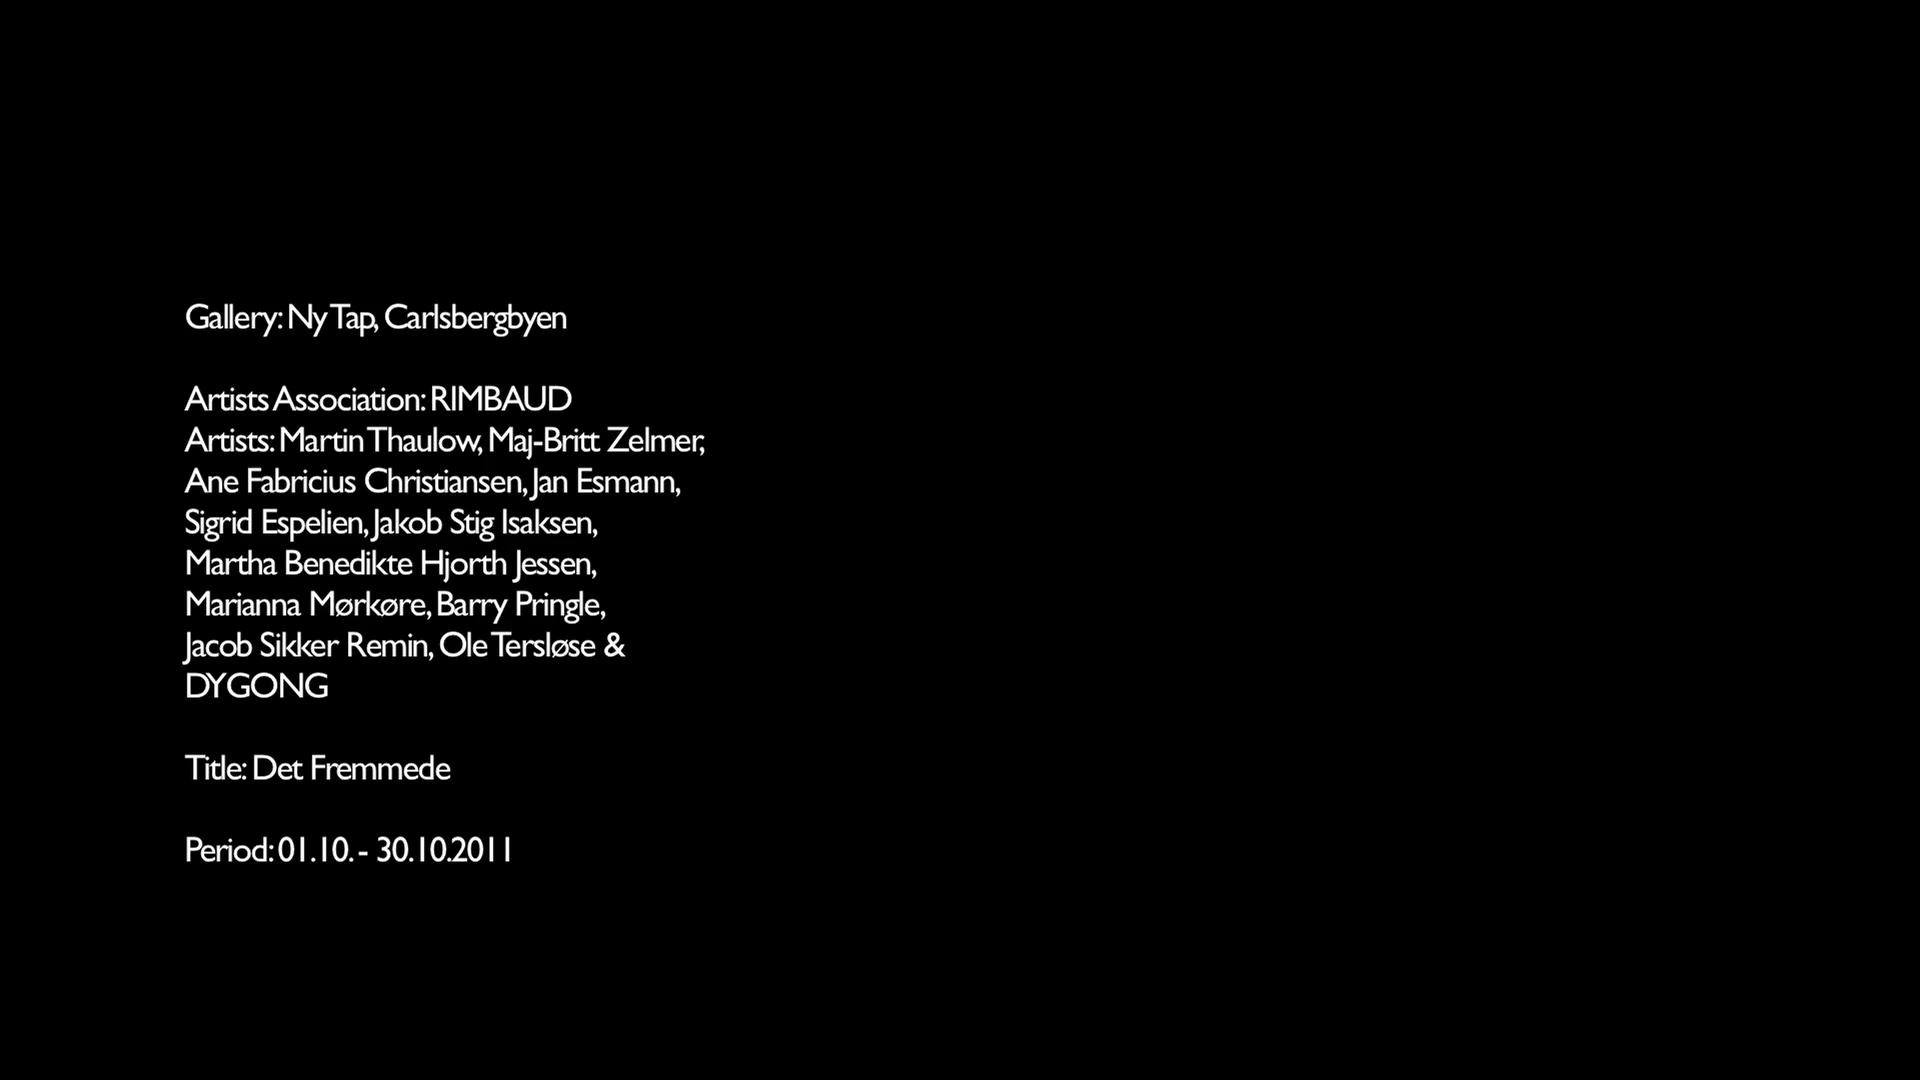 Gallery: Ny Tap, Carlsbergbyen
Artists Association: RIMBAUD
Artists: Martin Thaulow, Maj-Britt Zelmer,
Ane Fabricius Christiansen, Jan Esmann,
Sigrid Espelien, Jakob Stig Isaksen,
Martha Benedikte Hjorth Jessen,
Marianna Mørkøre, Barry Pringle,
Jacob Sikker Remin, Ole Tersløse &
DYGONG
Title: Det Fremmede
Period: 01.10. - 30.10.2011